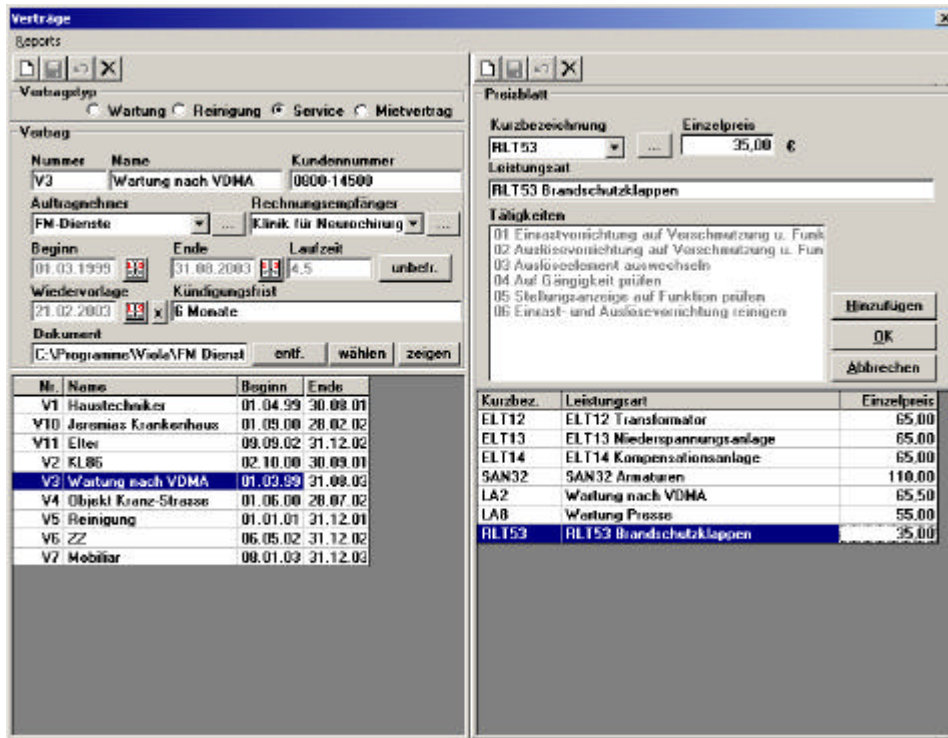 Verträge
Reports
Vertragstyp
Wartung Reinigung Service Mietvertrag
Vertrag
Nummer Name Kundennummer
V3 Wartung nach VDMA 0800-14500
Auftragnehmer Rechnungsempfänger
FM-Dienste ... Klinik für Neurochirurg ...
Beginn Ende Laufzeit
01.03.1999 31.08.2003 4,5 unbefr.
Wiedervorlage Kündigungsfrist
21.02.2003 x 6 Monate
Dokument
C:\Programme\Viola\FM Dienst entf. wählen zeigen
Nr. Name Beginn Ende
V1 Haustechniker 01.04.99 30.08.01
V10 Jeremias Krankenhaus 01.09.00 28.02.02
V11 Elter 09.09.02 31.12.02
V2 KL86 02.10.00 30.09.01
V3 Wartung nach VDMA 01.03.99 31.08.03
V4 Objekt Kranz-Strasse 01.06.00 28.07.02
V5 Reinigung 01.01.01 31.12.01
V6 ZZ 06.05.02 31.12.02
V7 Mobiliar 08.01.03 31.12.03
Preisblatt
Kurzbezeichnung Einzelpreis
RLT53 ... 35,00 €
Leistungsart
RLT53 Brandschutzklappen
Tätigkeiten
01 Einrastvorrichtung auf Verschmutzung u. Funk
02 Auslösevorrichtung auf Verschmutzung u. Fun
03 Auslöseelement auswechseln
04 Auf Gängigkeit prüfen
05 Stellungsanzeige auf Funktion prüfen
06 Einrast- und Auslösevorrichtung reinigen
Hinzufügen
OK
Abbrechen
Kurzbez. Leistungsart Einzelpreis
ELT12 ELT12 Transformator 65,00
ELT13 ELT13 Niederspannungsanlage 65,00
ELT14 ELT14 Kompensationsanlage 65,00
SAN32 SAN32 Armaturen 110,00
LA2 Wartung nach VDMA 65,50
LA8 Wartung Presse 55,00
RLT53 RLT53 Brandschutzklappen 35,00